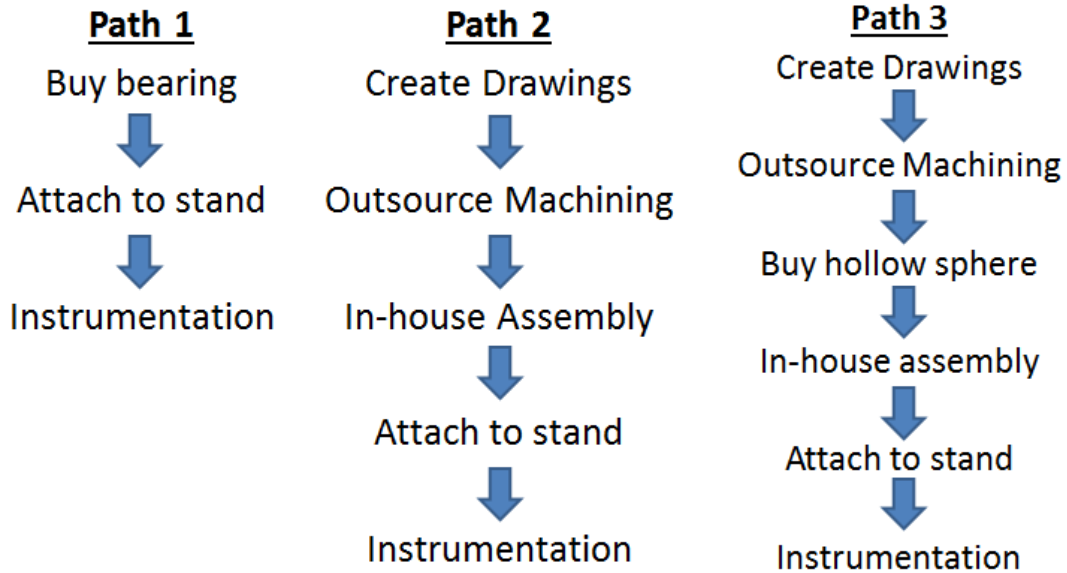 Path 1
Buy bearing
Attach to stand
Instrumentation
Path 2
Create Drawings
Outsource Machining
In-house Assembly
Attach to stand
Instrumentation
Path 3
Create Drawings
Outsource Machining
Buy hollow sphere
In-house assembly
Attach to stand
Instrumentation